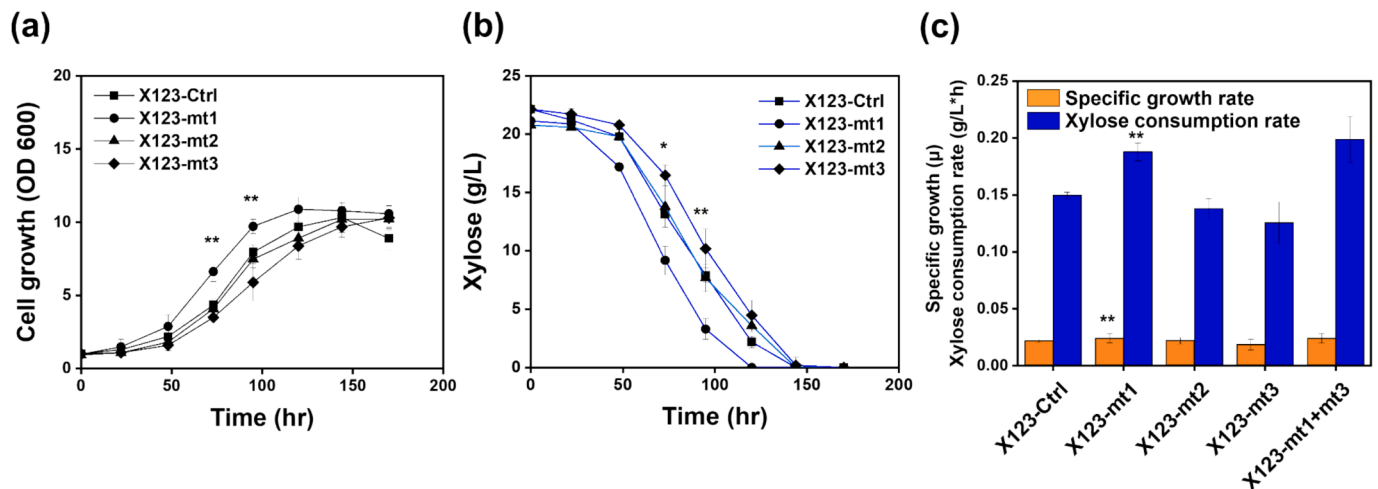 (a)
Cell growth (OD 600)
20
15
10
5
0
X123-Ctrl
X123-mt1
X123-mt2
X123-mt3
**
**
0
50
100
150
200
Time (hr)
(b)
Xylose (g/L)
25
20
15
10
5
0
X123-Ctrl
X123-mt1
X123-mt2
X123-mt3
*
**
0
50
100
150
200
Time (hr)
(c)
Specific growth (µ)
Xylose consumption rate (g/L*h)
0.25
0.20
0.15
0.10
0.05
0.00
Specific growth rate
Xylose consumption rate
**
**
X123-Ctrl
X123-mt1
X123-mt2
X123-mt3
X123-mt1+mt3